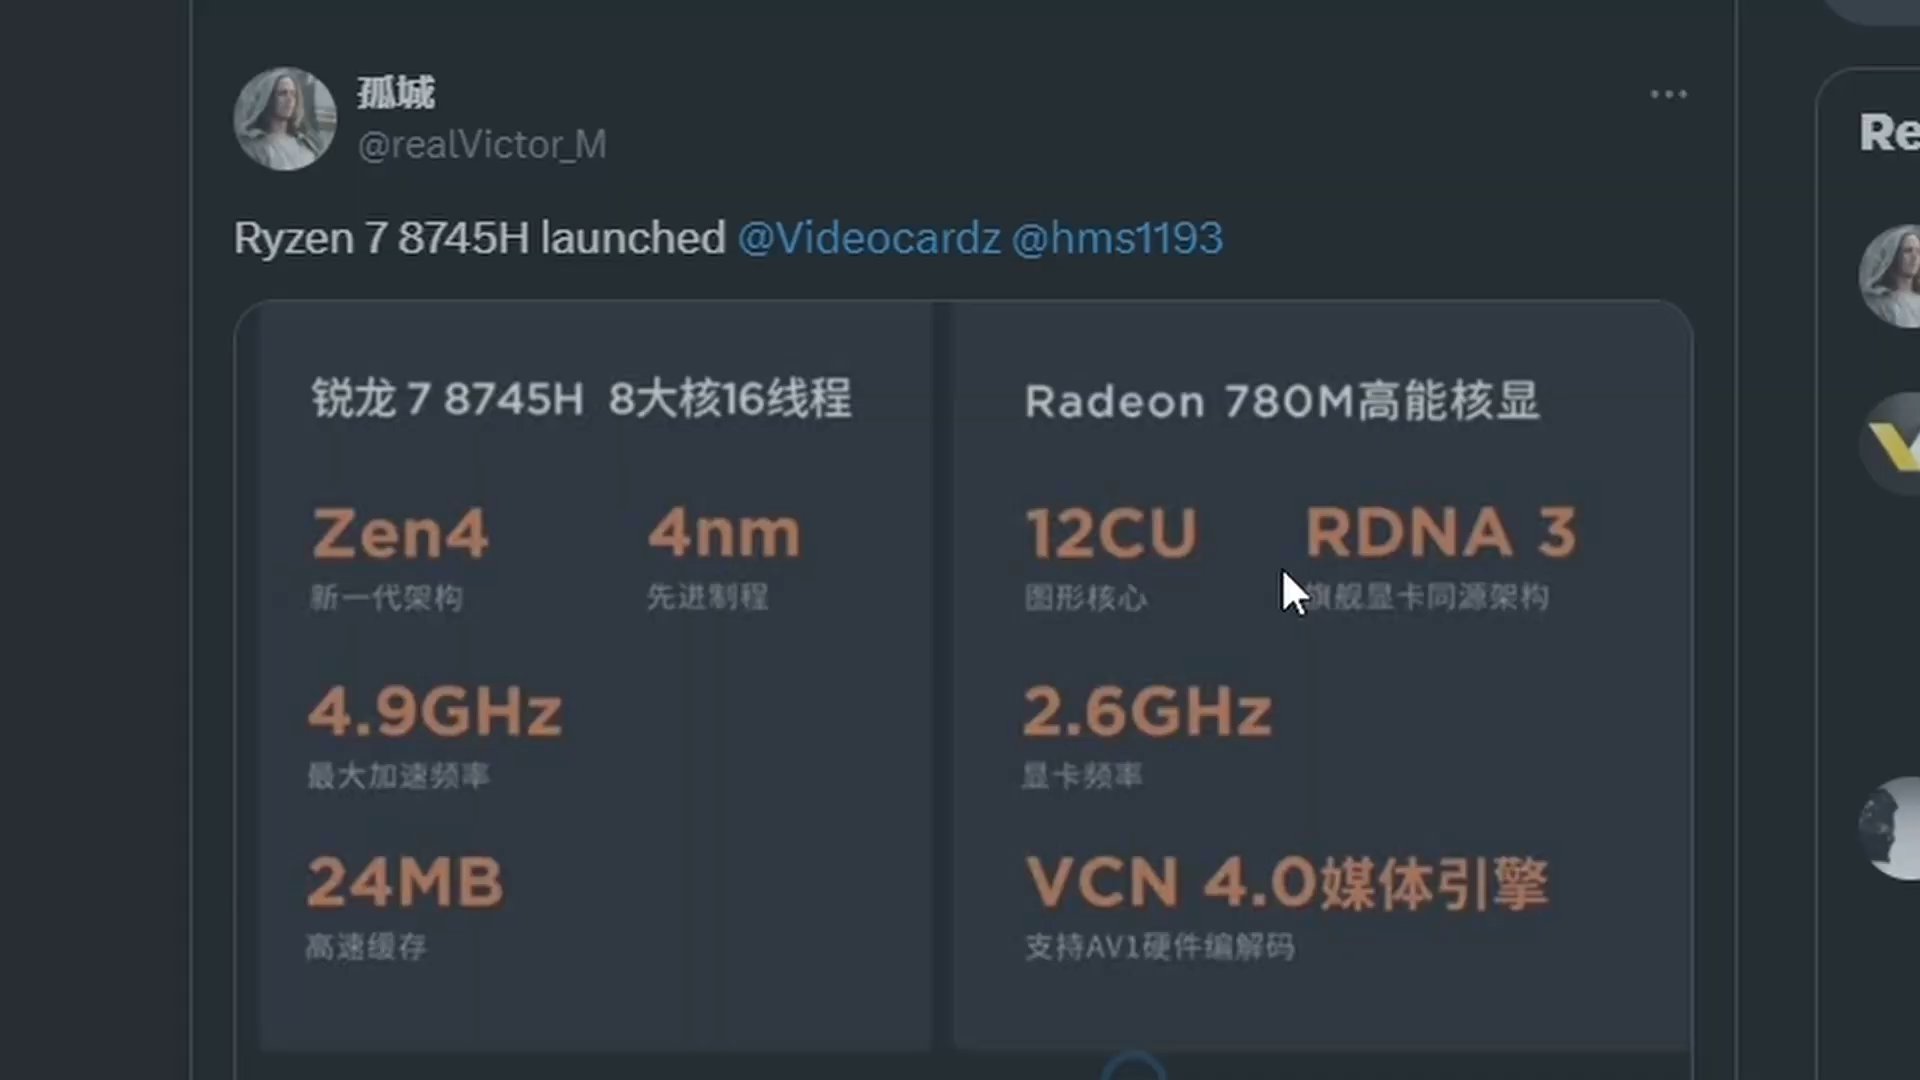 孤城
@realVictor_M
Ryzen 7 8745H launched @Videocardz @hms1193
锐龙 7 8745H 8大核16线程
Zen4 4nm
新一代架构 先进制程
4.9GHz
最大加速频率
24MB
高速缓存
Radeon 780M高能核显
12CU RDNA 3
图形核心 旗舰显卡同源架构
2.6GHz
显卡频率
VCN 4.0媒体引擎
支持AV1硬件编解码
Re